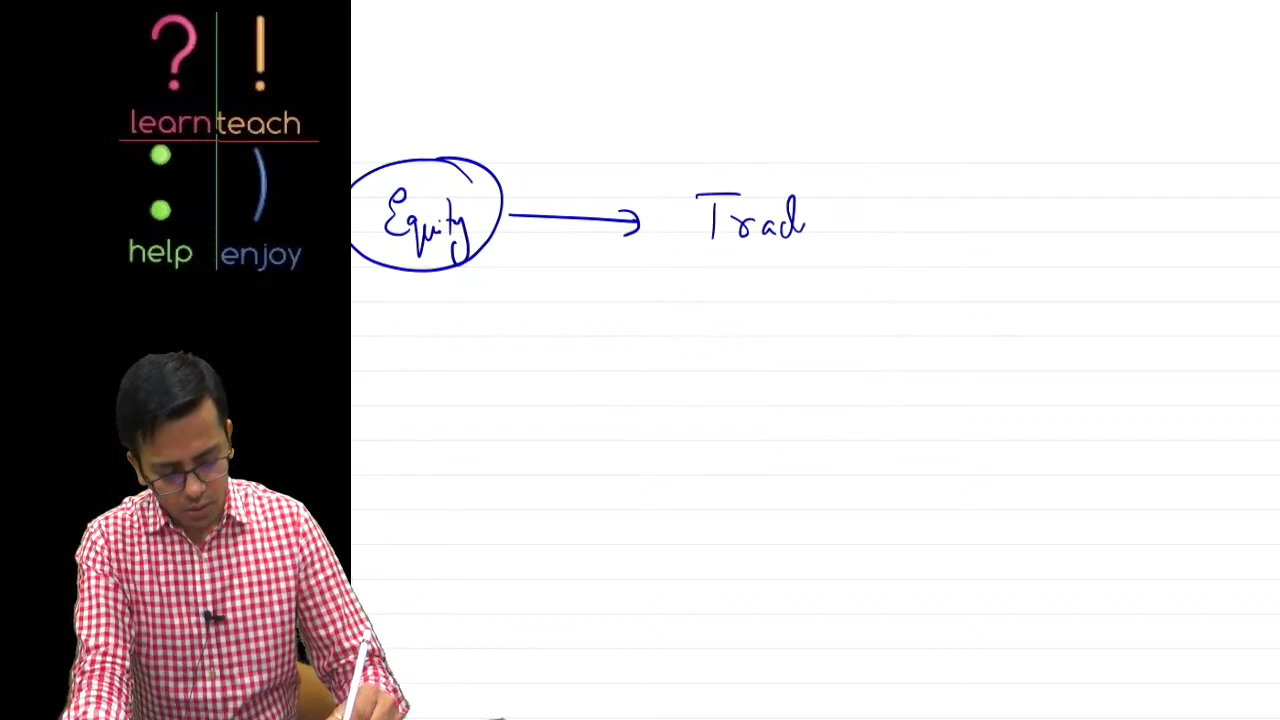 ? !
learn teach
: )
help enjoy
Equity → Trad